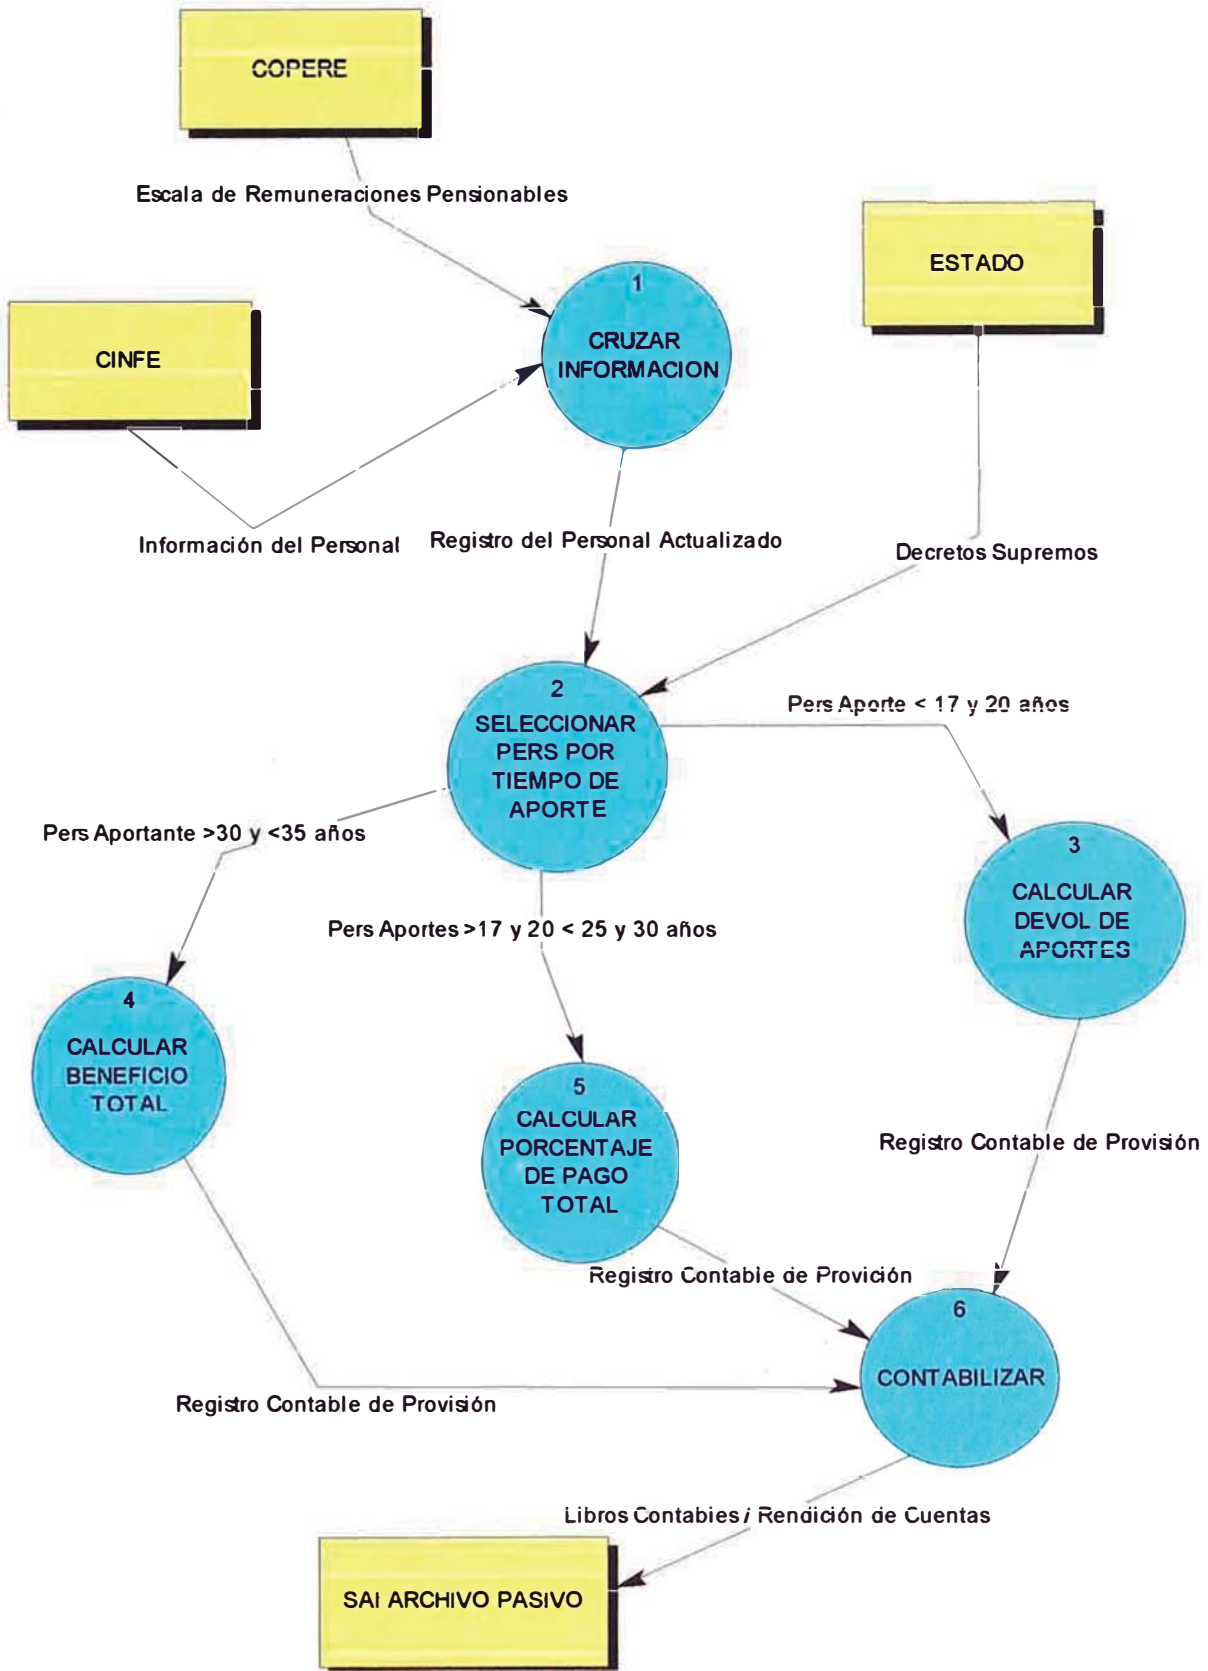 COPERE
Escala de Remuneraciones Pensionables
ESTADO
1
CRUZAR
INFORMACION
CINFE
Información del Personal
Registro del Personal Actualizado
Decretos Supremos
2
SELECCIONAR
PERS POR
TIEMPO DE
APORTE
Pers Aporte < 17 y 20 años
Pers Aportante >30 y <35 años
3
CALCULAR
DEVOL DE
APORTES
Pers Aportes >17 y 20 < 25 y 30 años
4
CALCULAR
BENEFICIO
TOTAL
5
CALCULAR
PORCENTAJE
DE PAGO
TOTAL
Registro Contable de Provisión
Registro Contable de Provición
6
CONTABILIZAR
Registro Contable de Provisión
Libros Contables / Rendición de Cuentas
SAI ARCHIVO PASIVO